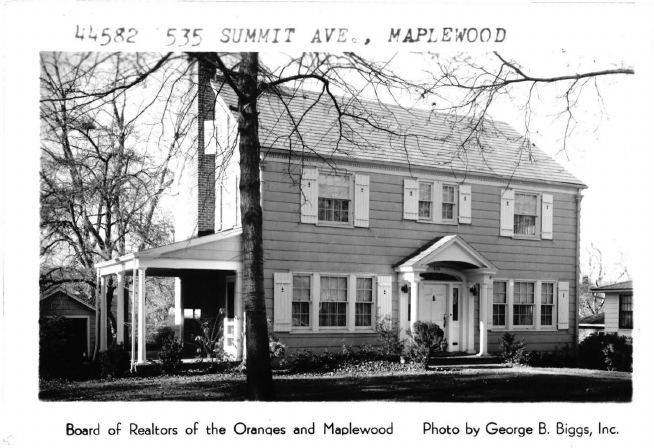 44582 535 SUMMIT AVE., MAPLEWOOD
Board of Realtors of the Oranges and Maplewood Photo by George B. Biggs, Inc.